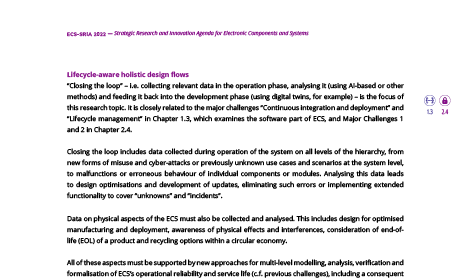 ECS-SRIA 2022 — Strategic Research and Innovation Agenda for Electronic Components and Systems
Lifecycle-aware holistic design flows
“Closing the loop” – i.e. collecting relevant data in the operation phase, analysing it (using AI-based or other
methods) and feeding it back into the development phase (using digital twins, for example) – is the focus of
this research topic. It is closely related to the major challenges “Continuous integration and deployment” and
“Lifecycle management” in Chapter 1.3, which examines the software part of ECS, and Major Challenges 1
and 2 in Chapter 2.4.
1.3 2.4
Closing the loop includes data collected during operation of the system on all levels of the hierarchy, from
new forms of misuse and cyber-attacks or previously unknown use cases and scenarios at the system level,
to malfunctions or erroneous behaviour of individual components or modules. Analysing this data leads
to design optimisations and development of updates, eliminating such errors or implementing extended
functionality to cover “unknowns” and “incidents”.
Data on physical aspects of the ECS must also be collected and analysed. This includes design for optimised
manufacturing and deployment, awareness of physical effects and interferences, consideration of end-of-
life (EOL) of a product and recycling options within a circular economy.
All of these aspects must be supported by new approaches for multi-level modelling, analysis, verification and
formalisation of ECS’s operational reliability and service life (c.f. previous challenges), including a consequent